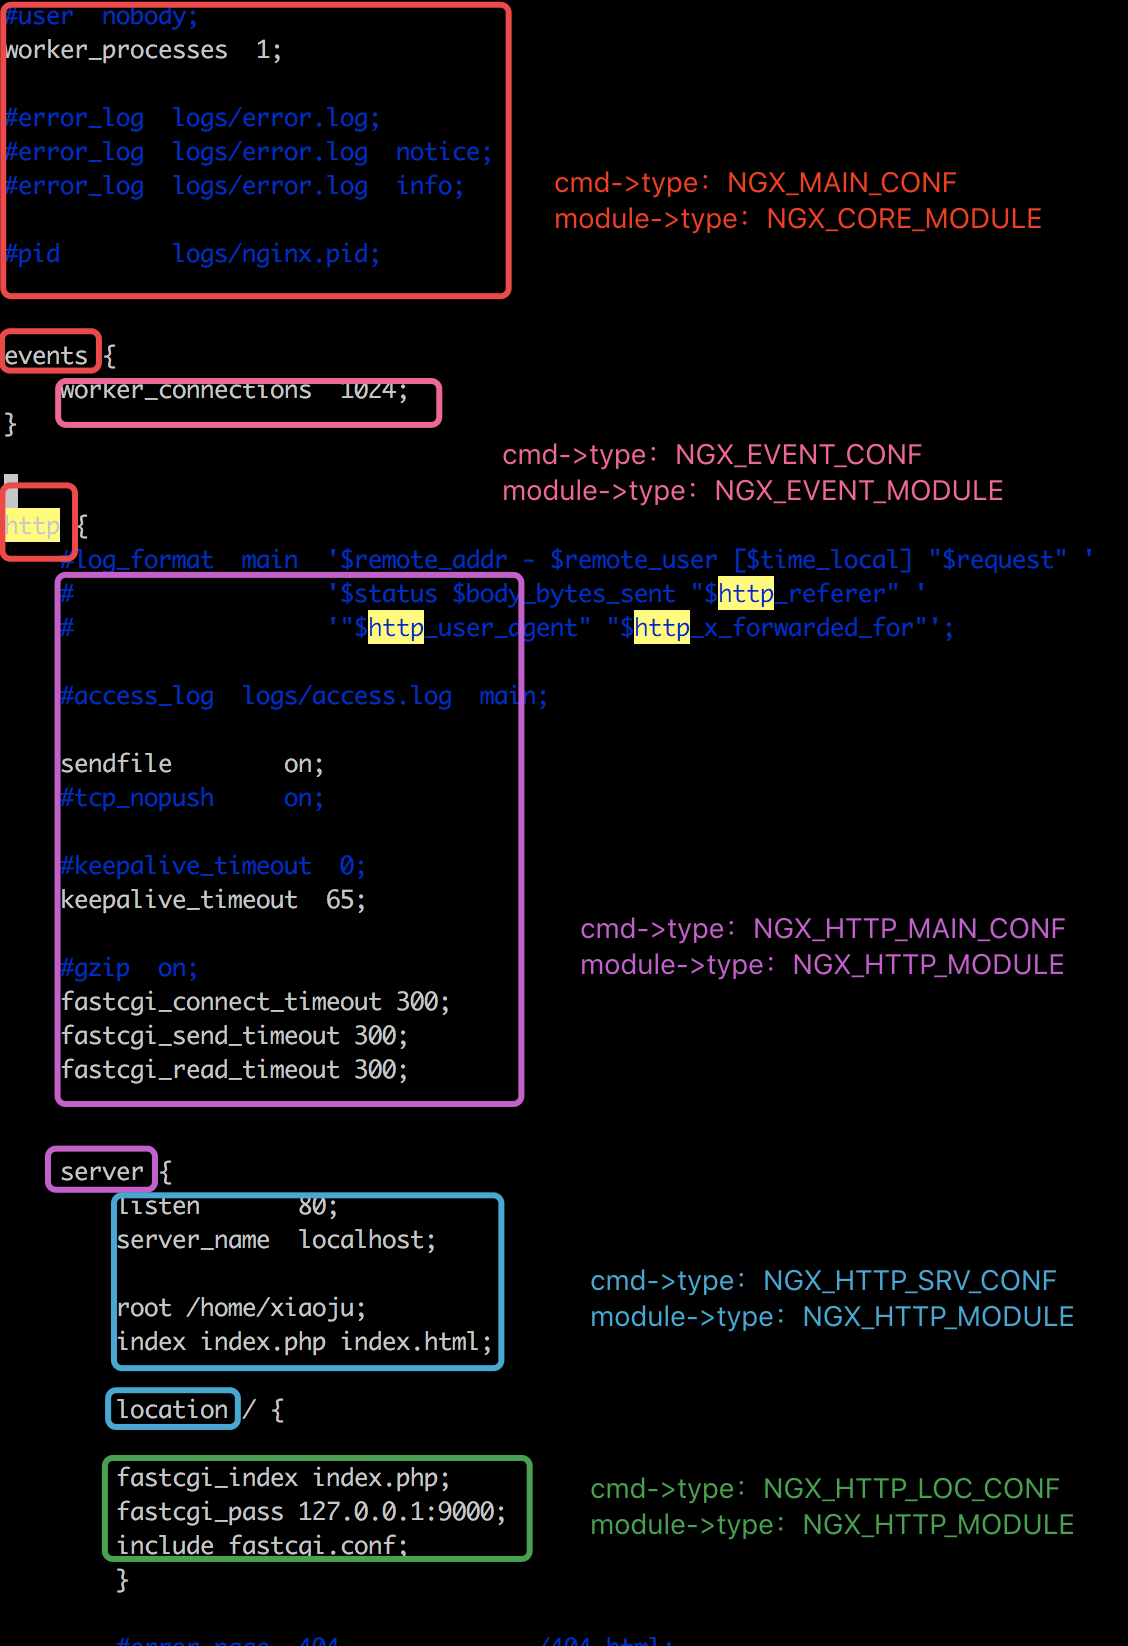 #user  nobody;
worker_processes  1;
#error_log  logs/error.log;
#error_log  logs/error.log  notice;
#error_log  logs/error.log  info;
cmd->type：NGX_MAIN_CONF
module->type：NGX_CORE_MODULE
#pid        logs/nginx.pid;
events {
worker_connections  1024;
}
cmd->type：NGX_EVENT_CONF
module->type：NGX_EVENT_MODULE
http {
#log_format  main  '$remote_addr - $remote_user [$time_local] "$request" '
#                  '$status $body_bytes_sent "$http_referer" '
#                  '"$http_user_agent" "$http_x_forwarded_for"';
#access_log  logs/access.log  main;
sendfile        on;
#tcp_nopush     on;
#keepalive_timeout  0;
keepalive_timeout  65;
cmd->type：NGX_HTTP_MAIN_CONF
module->type：NGX_HTTP_MODULE
#gzip  on;
fastcgi_connect_timeout 300;
fastcgi_send_timeout 300;
fastcgi_read_timeout 300;
server {
listen       80;
server_name  localhost;
cmd->type：NGX_HTTP_SRV_CONF
module->type：NGX_HTTP_MODULE
root /home/xiaoju;
index index.php index.html;
location / {
fastcgi_index index.php;
fastcgi_pass 127.0.0.1:9000;
include fastcgi.conf;
cmd->type：NGX_HTTP_LOC_CONF
module->type：NGX_HTTP_MODULE
}
#error_page  404              /404.html;